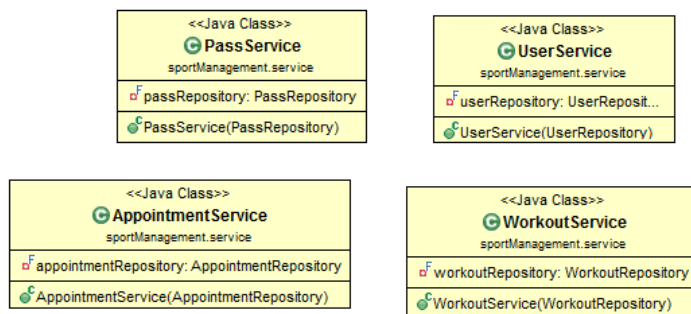 <<Java Class>>
C PassService
sportManagement.service
F passRepository: PassRepository
C PassService(PassRepository)
<<Java Class>>
C UserService
sportManagement.service
F userRepository: UserReposit...
C UserService(UserRepository)
<<Java Class>>
C AppointmentService
sportManagement.service
F appointmentRepository: AppointmentRepository
C AppointmentService(AppointmentRepository)
<<Java Class>>
C WorkoutService
sportManagement.service
F workoutRepository: WorkoutRepository
C WorkoutService(WorkoutRepository)